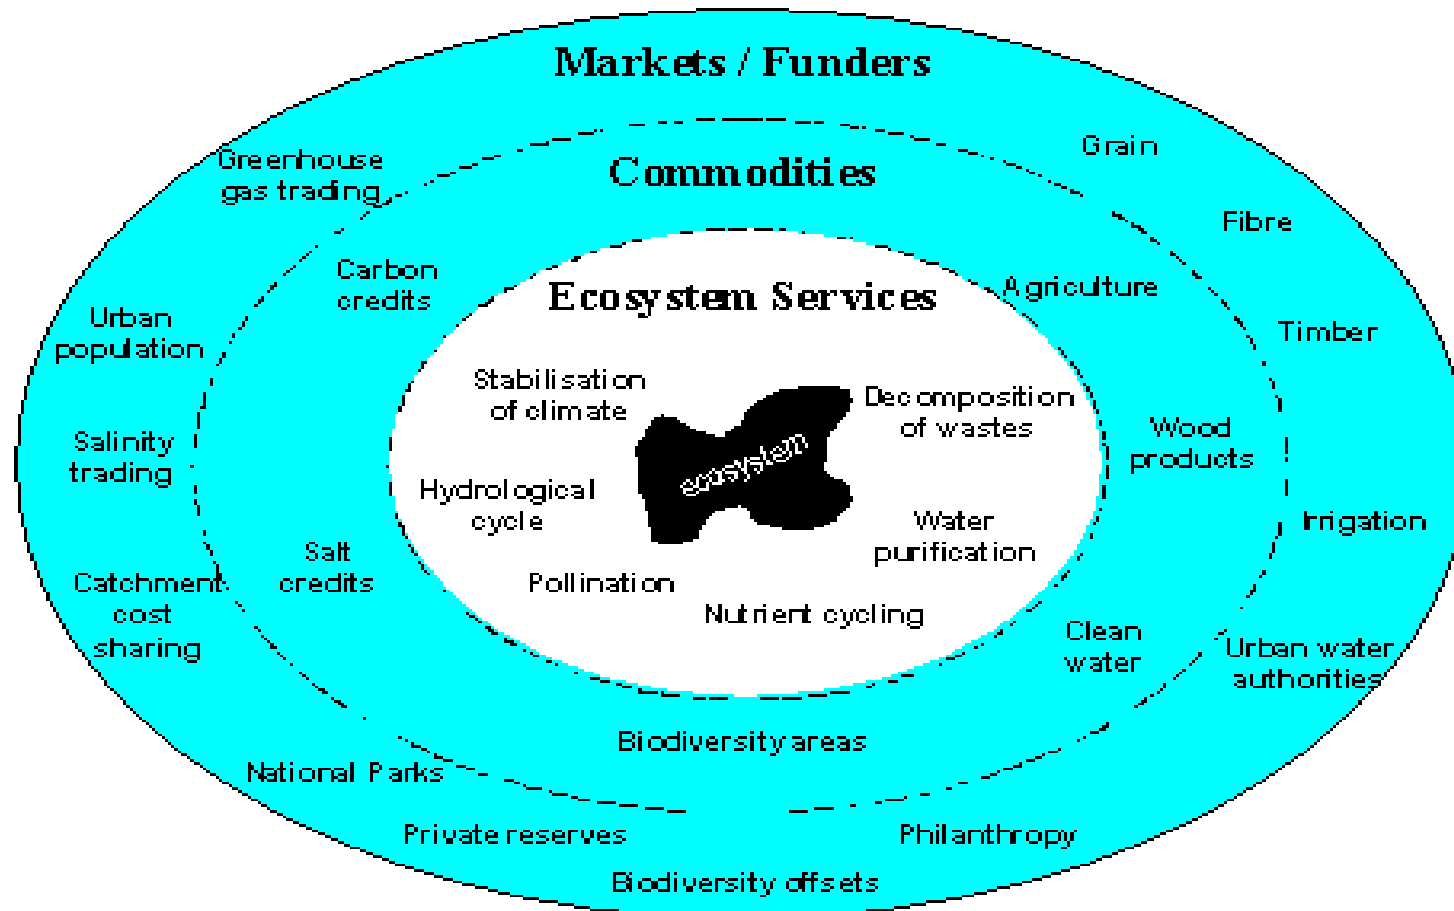 Markets / Funders
Grain
Greenhouse
gas trading
Commodities
Fibre
Carbon
credits
Agriculture
Ecosystem Services
Urban
population
Timber
Stabilisation
of climate
Decomposition
of wastes
Wood
products
Salinity
trading
ecosystem
Hydrological
cycle
Water
purification
Irrigation
Salt
credits
Pollination
Nutrient cycling
Catchment
cost
sharing
Clean
water
Urban water
authorities
Biodiversity areas
National Parks
Private reserves
Philanthropy
Biodiversity offsets